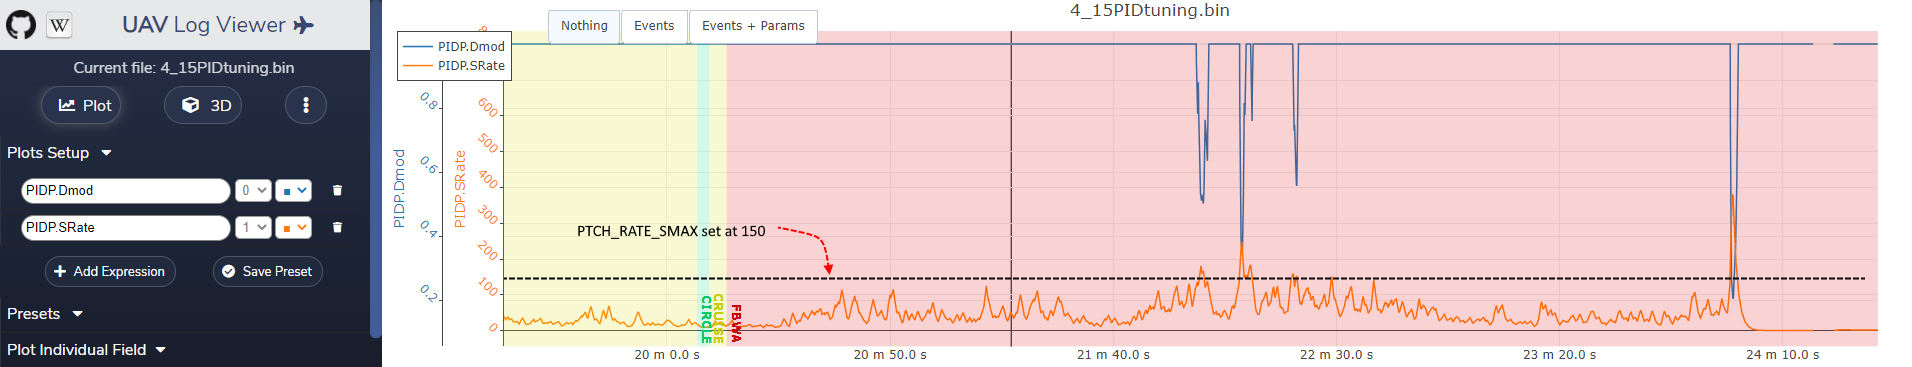 W
UAV Log Viewer
Current file: 4_15PIDtuning.bin
Plot
3D
Plots Setup
PIDP.Dmod
0
PIDP.SRate
1
Add Expression
Save Preset
Presets
Plot Individual Field
4_15PIDtuning.bin
Nothing
Events
Events + Params
PIDP.Dmod
PIDP.SRate
PIDP.Dmod
0.8
0.6
0.4
0.2
PIDP.SRate
600
500
400
300
200
100
0
PTCH_RATE_SMAX set at 150
CIRCLE
CRUISE
FBWA
20 m 0.0 s
20 m 50.0 s
21 m 40.0 s
22 m 30.0 s
23 m 20.0 s
24 m 10.0 s